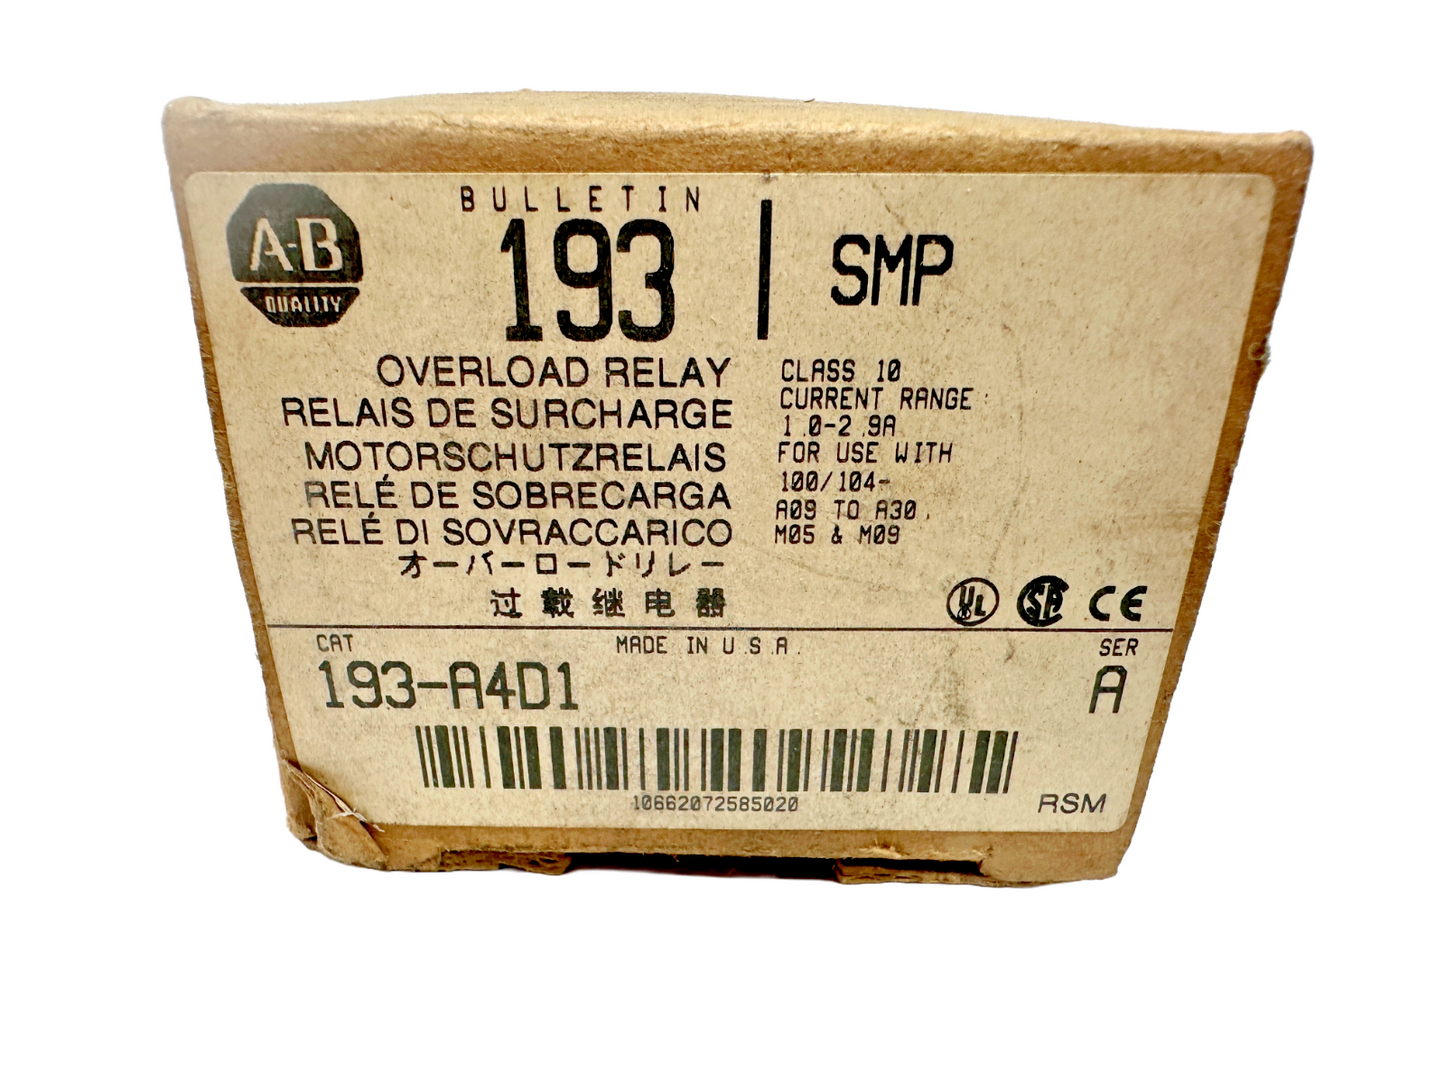 A-B
QUALITY
BULLETIN
193
SMP
OVERLOAD RELAY
RELAIS DE SURCHARGE
MOTORSCHUTZRELAIS
RELÉ DE SOBRECARGA
RELÉ DI SOVRACCARICO
オーバーロードリレー
过载继电器
CLASS 10
CURRENT RANGE
1.0-2.9A
FOR USE WITH
100/104-
A09 TO A30,
M05 & M09
UL SA CE
CAT
MADE IN U.S.A.
SER
193-A4D1
A
10662072585020
RSM